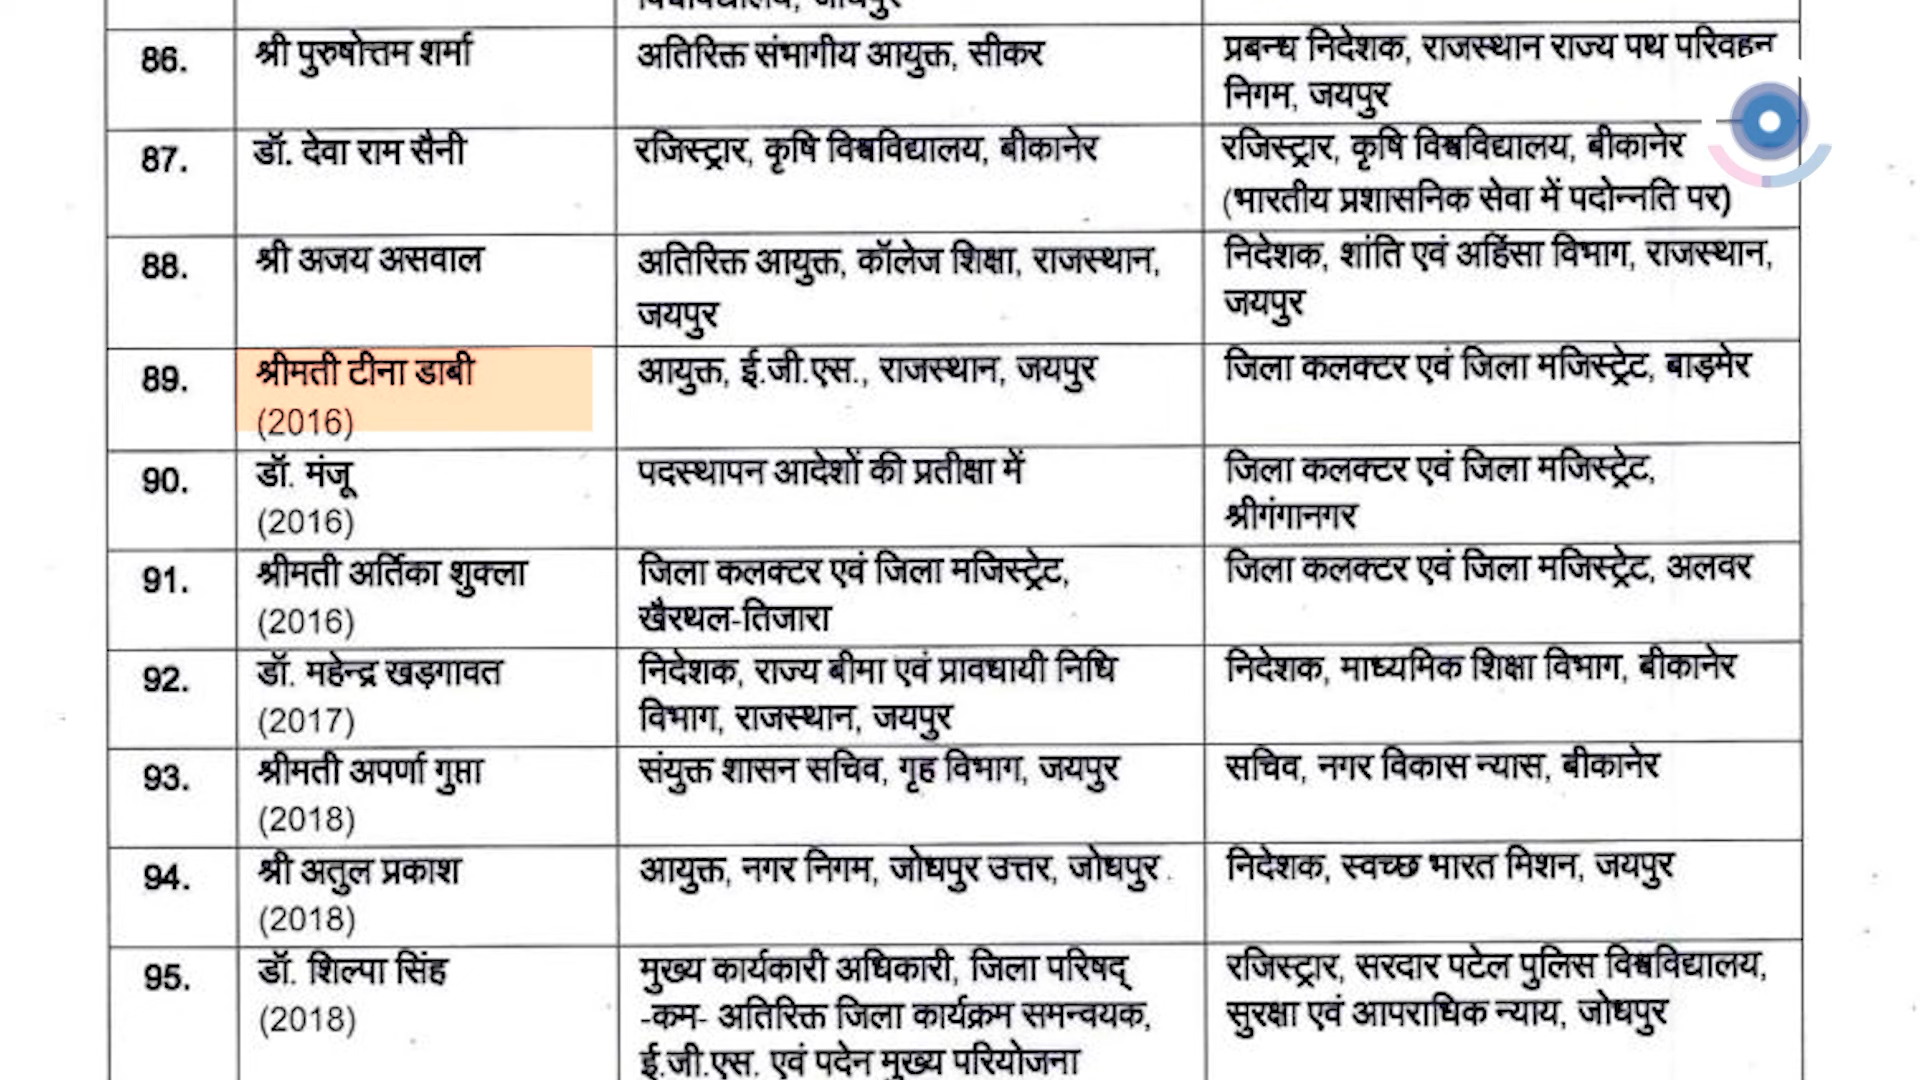 विश्वविद्यालय, जोधपुर
86. श्री पुरुषोत्तम शर्मा अतिरिक्त संभागीय आयुक्त, सीकर प्रबन्ध निदेशक, राजस्थान राज्य पथ परिवहन
निगम, जयपुर
87. डॉ. देवा राम सैनी रजिस्ट्रार, कृषि विश्वविद्यालय, बीकानेर रजिस्ट्रार, कृषि विश्वविद्यालय, बीकानेर
(भारतीय प्रशासनिक सेवा में पदोन्नति पर)
88. श्री अजय असवाल अतिरिक्त आयुक्त, कॉलेज शिक्षा, राजस्थान, निदेशक, शांति एवं अहिंसा विभाग, राजस्थान,
जयपुर जयपुर
89. श्रीमती टीना डाबी आयुक्त, ई.जी.एस., राजस्थान, जयपुर जिला कलक्टर एवं जिला मजिस्ट्रेट, बाड़मेर
(2016)
90. डॉ. मंजू पदस्थापन आदेशों की प्रतीक्षा में जिला कलक्टर एवं जिला मजिस्ट्रेट,
(2016) श्रीगंगानगर
91. श्रीमती अर्तिका शुक्ला जिला कलक्टर एवं जिला मजिस्ट्रेट, जिला कलक्टर एवं जिला मजिस्ट्रेट, अलवर
(2016) खैरथल-तिजारा
92. डॉ. महेन्द्र खड़गावत निदेशक, राज्य बीमा एवं प्रावधायी निधि निदेशक, माध्यमिक शिक्षा विभाग, बीकानेर
(2017) विभाग, राजस्थान, जयपुर
93. श्रीमती अपर्णा गुप्ता संयुक्त शासन सचिव, गृह विभाग, जयपुर सचिव, नगर विकास न्यास, बीकानेर
(2018)
94. श्री अतुल प्रकाश आयुक्त, नगर निगम, जोधपुर उत्तर, जोधपुर निदेशक, स्वच्छ भारत मिशन, जयपुर
(2018)
95. डॉ. शिल्पा सिंह मुख्य कार्यकारी अधिकारी, जिला परिषद् रजिस्ट्रार, सरदार पटेल पुलिस विश्वविद्यालय,
(2018) -कम- अतिरिक्त जिला कार्यक्रम समन्वयक, सुरक्षा एवं आपराधिक न्याय, जोधपुर
ई.जी.एस. एवं पदेन मुख्य परियोजना